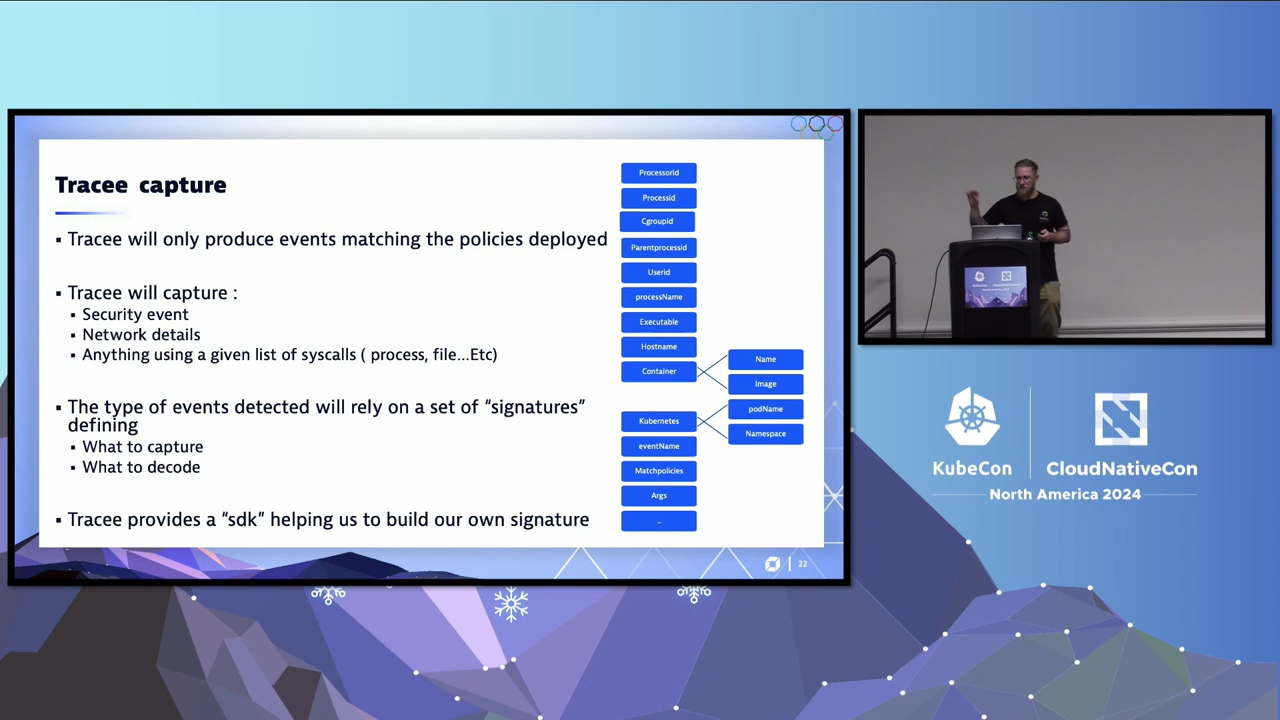 Tracee capture
▪ Tracee will only produce events matching the policies deployed
▪ Tracee will capture :
▪ Security event
▪ Network details
▪ Anything using a given list of syscalls ( process, file...Etc)
▪ The type of events detected will rely on a set of “signatures”
defining
▪ What to capture
▪ What to decode
▪ Tracee provides a “sdk” helping us to build our own signature
Processorid
Processid
Cgroupid
Parentprocessid
Userid
processName
Executable
Hostname
Container
Name
Image
Kubernetes
podName
Namespace
eventName
Matchpolicies
Args
..
22
KubeCon
CloudNativeCon
North America 2024